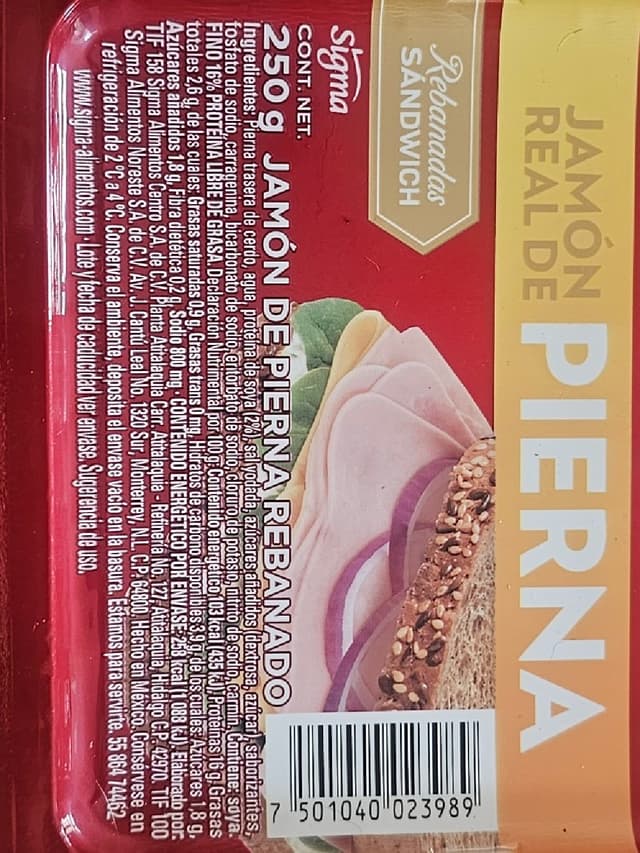 JAMÓN
REAL DE
PIERNA
Rebanadas
SÁNDWICH
Sigma
CONT. NET.
250 g JAMÓN DE PIERNA REBANADO
Ingredientes: Pierna trasera de cerdo, agua, proteína de soya (2%), sal yodada, azúcares añadidos (dextrosa, azúcar), saborizantes,
fosfato de sodio, carragenina, bicarbonato de sodio, eritorbato de sodio, cloruro de potasio, nitrito de sodio, carmín. Contiene: soya.
FINO 16% PROTEÍNA LIBRE DE GRASA. Declaración Nutrimental por 100 g: Contenido energético 103 kcal (435 kJ), Proteínas 16 g, Grasas
totales 2,6 g, de las cuales: Grasas saturadas 0,9 g, Grasas trans 0 mg, Hidratos de carbono disponibles 3,9 g, de los cuales: Azúcares 1,8 g,
Azúcares añadidos 1,8 g, Fibra dietética 0,2 g, Sodio 800 mg · CONTENIDO ENERGÉTICO POR ENVASE: 258 kcal (1 088 kJ). Elaborado por:
TIF 158 Sigma Alimentos Centro S.A. de C.V. Planta Atitalaquia Carr. Atitalaquia - Refinería No. 127, Atitalaquia, Hidalgo C.P. 42970. TIF 100
Sigma Alimentos Noreste S.A. de C.V. Av. J. Cantú Leal No. 1320 Sur, Monterrey, N.L. C.P. 64800. Hecho en México. Consérvese en
refrigeración de 2 °C a 4 °C. Conserva el ambiente, deposita el envase vacío en la basura. Estamos para servirte. 55 864 74462
www.sigma-alimentos.com · Lote y fecha de caducidad ver envase. Sugerencia de uso.
7 501040 023989